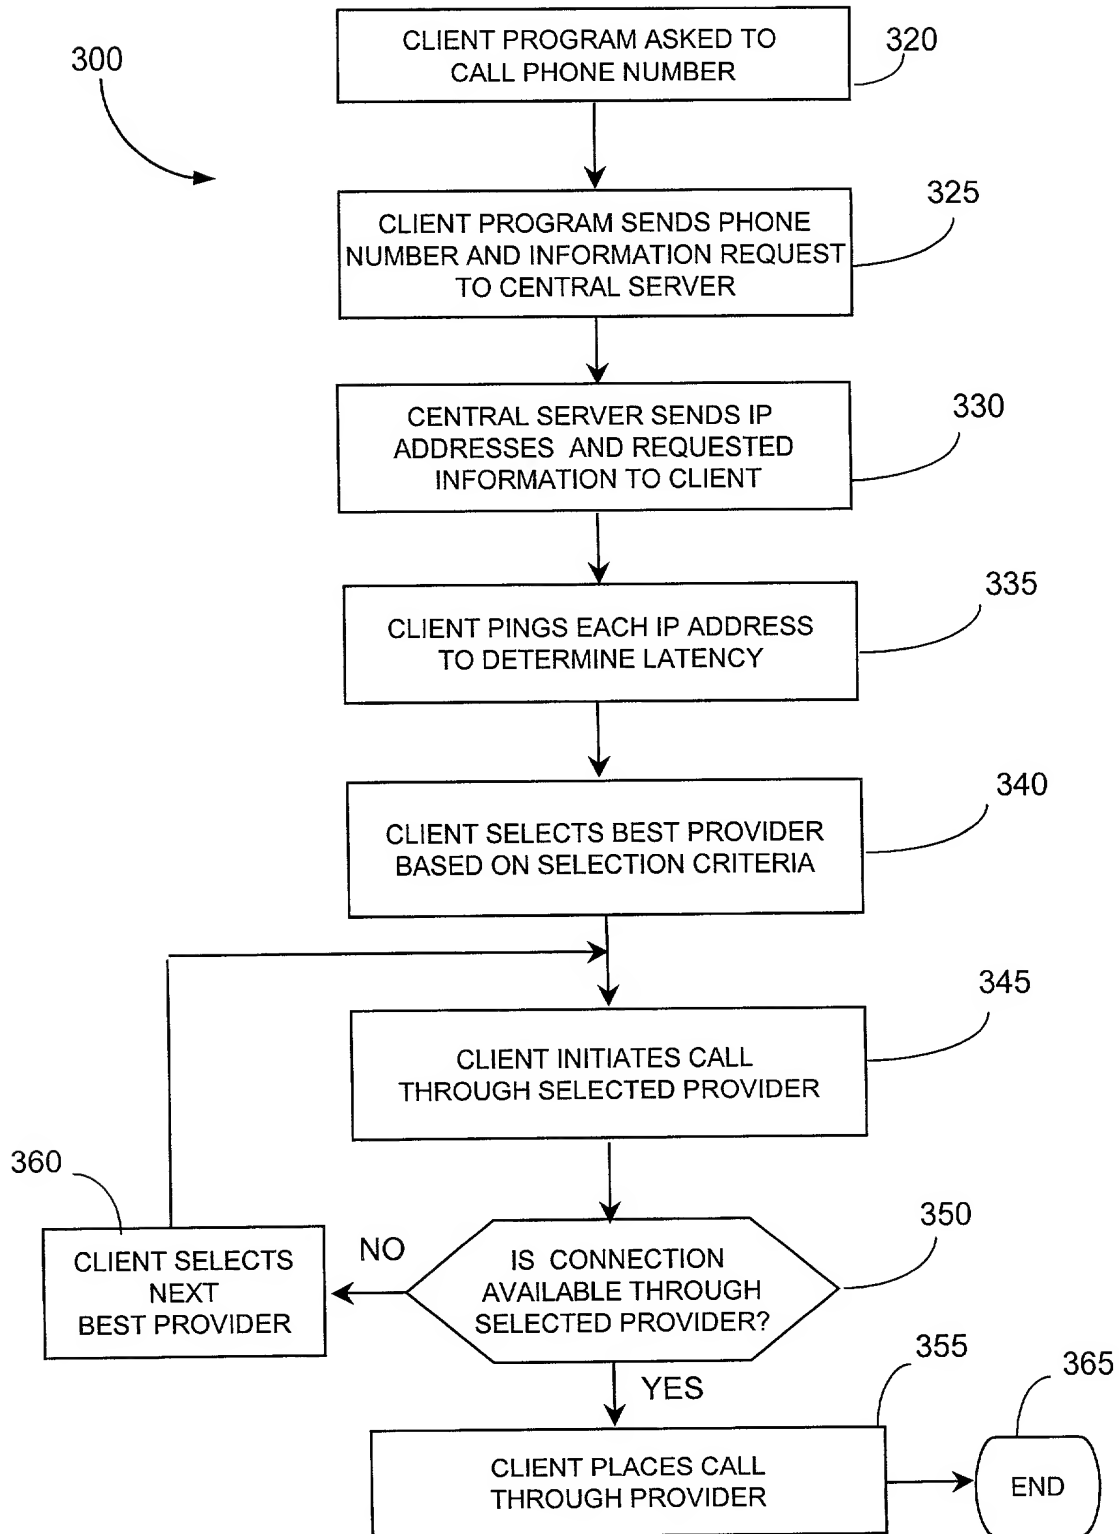 300
CLIENT PROGRAM ASKED TO
CALL PHONE NUMBER
320
CLIENT PROGRAM SENDS PHONE
NUMBER AND INFORMATION REQUEST
TO CENTRAL SERVER
325
CENTRAL SERVER SENDS IP
ADDRESSES AND REQUESTED
INFORMATION TO CLIENT
330
CLIENT PINGS EACH IP ADDRESS
TO DETERMINE LATENCY
335
CLIENT SELECTS BEST PROVIDER
BASED ON SELECTION CRITERIA
340
CLIENT INITIATES CALL
THROUGH SELECTED PROVIDER
345
IS CONNECTION
AVAILABLE THROUGH
SELECTED PROVIDER?
350
NO
360
CLIENT SELECTS
NEXT
BEST PROVIDER
YES
CLIENT PLACES CALL
THROUGH PROVIDER
355
365
END